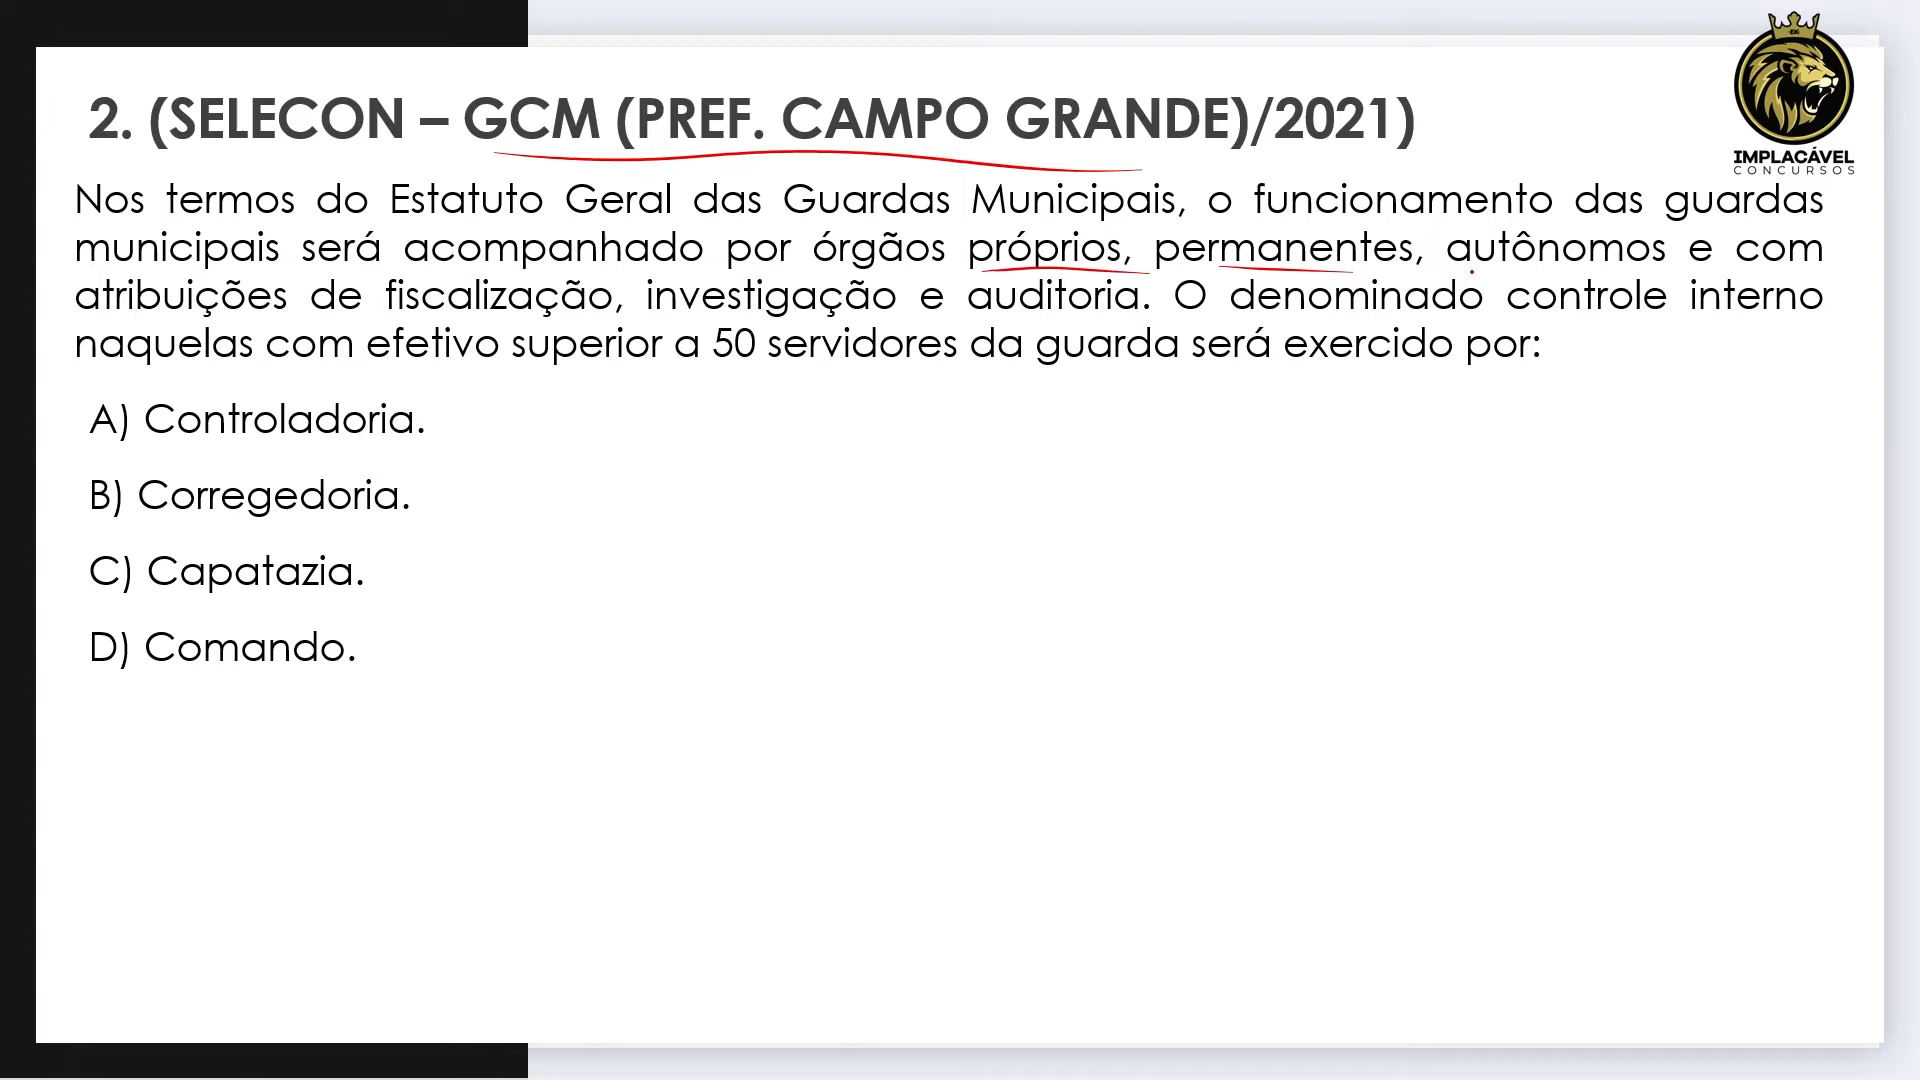 2. (SELECON – GCM (PREF. CAMPO GRANDE)/2021)
EK
IMPLACÁVEL
CONCURSOS
Nos termos do Estatuto Geral das Guardas Municipais, o funcionamento das guardas
municipais será acompanhado por órgãos próprios, permanentes, autônomos e com
atribuições de fiscalização, investigação e auditoria. O denominado controle interno
naquelas com efetivo superior a 50 servidores da guarda será exercido por:
A) Controladoria.
B) Corregedoria.
C) Capatazia.
D) Comando.